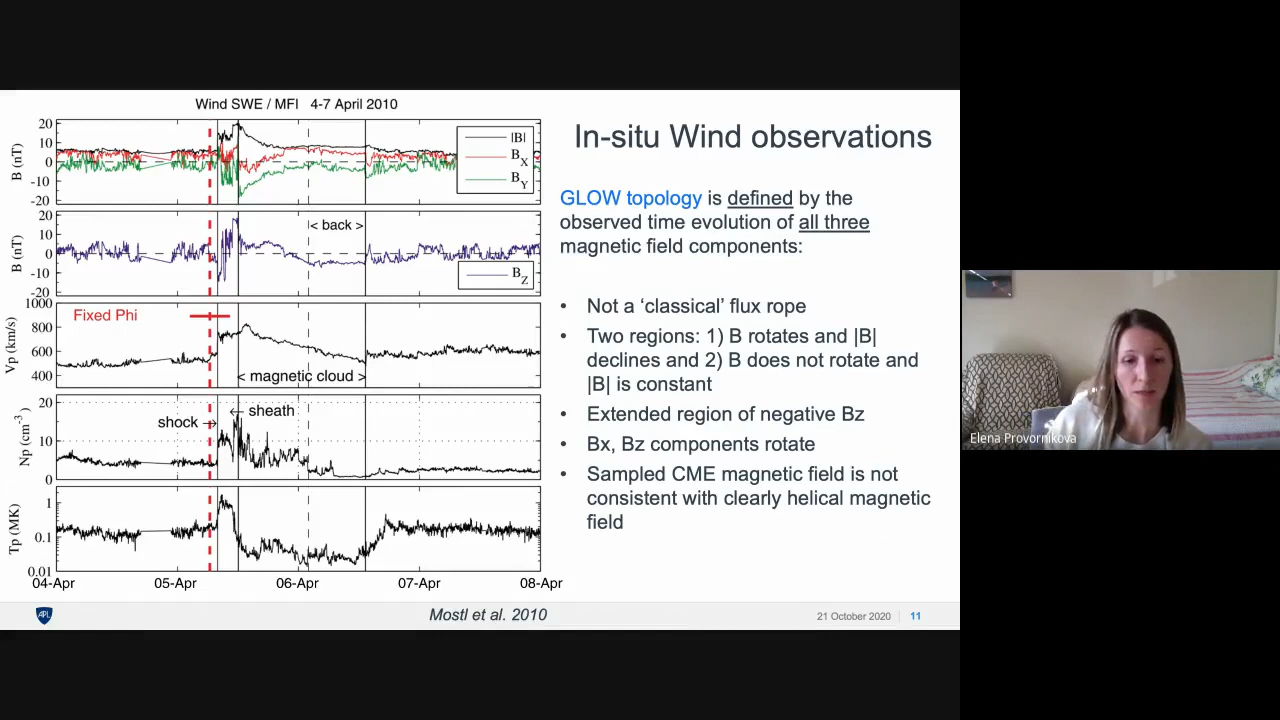 Wind SWE / MFI 4-7 April 2010
B (nT)
20
10
0
-10
-20
|B|
B_X
B_Y
B (nT)
20
10
0
-10
-20
< back >
B_Z
Vp (km/s)
1000
800
600
400
Fixed Phi
< magnetic cloud >
Np (cm⁻³)
20
10
0
shock
sheath
Tp (MK)
1
0.1
0.01
04-Apr 05-Apr 06-Apr 07-Apr 08-Apr
In-situ Wind observations
GLOW topology is defined by the
observed time evolution of all three
magnetic field components:
• Not a ‘classical’ flux rope
• Two regions: 1) B rotates and |B|
declines and 2) B does not rotate and
|B| is constant
• Extended region of negative Bz
• Bx, Bz components rotate
• Sampled CME magnetic field is not
consistent with clearly helical magnetic
field
APL
Mostl et al. 2010
21 October 2020 | 11
Elena Provornikova